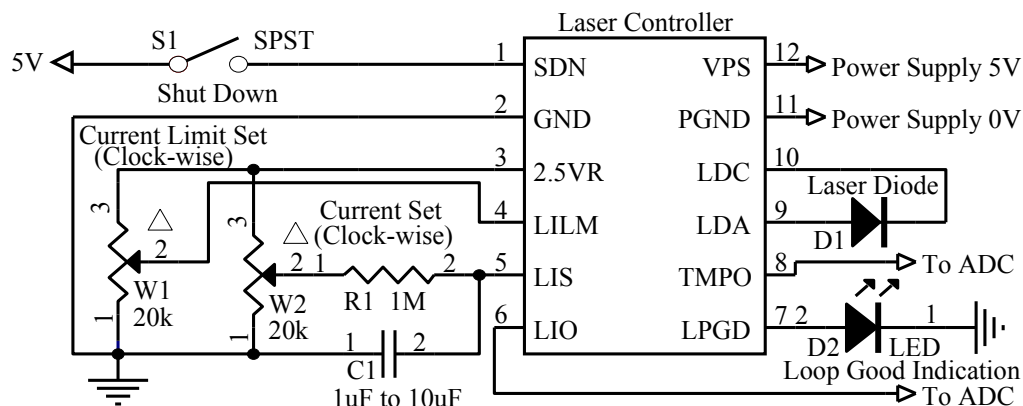 Laser Controller
5V
S1
SPST
Shut Down
1
SDN
VPS
12
Power Supply 5V
2
GND
PGND
11
Power Supply 0V
Current Limit Set
(Clock-wise)
3
2.5VR
LDC
10
Laser Diode
3
2
W1
20k
1
3
Current Set
(Clock-wise)
2
W2
20k
1
1
2
R1 1M
4
LILM
LDA
9
D1
5
LIS
TMPO
8
To ADC
6
LIO
LPGD
7
2
1
D2
LED
Loop Good Indication
1
2
C1
1uF to 10uF
To ADC